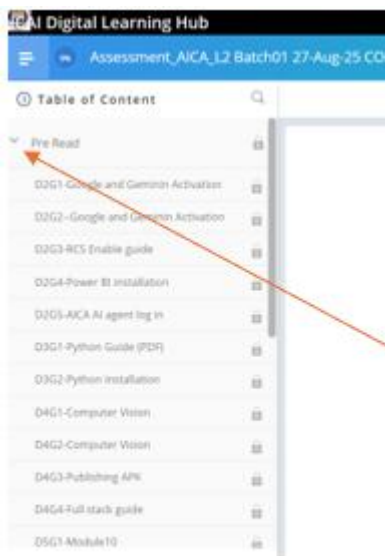 AI Digital Learning Hub
Assessment_AICA_L2 Batch01 27-Aug-25 CO
Table of Content
Pre Read
D2G1-Google and Geminin Activation
D2G2-Google and Geminin Activation
D2G3-RCS Enable guide
D2G4-Power BI installation
D2G5-AICA AI agent log in
D3G1-Python Guide (PDF)
D3G2-Python installation
D4G1-Computer Vision
D4G2-Computer Vision
D4G3-Publishing APK
D4G4-Full stack guide
D5G1-Module10